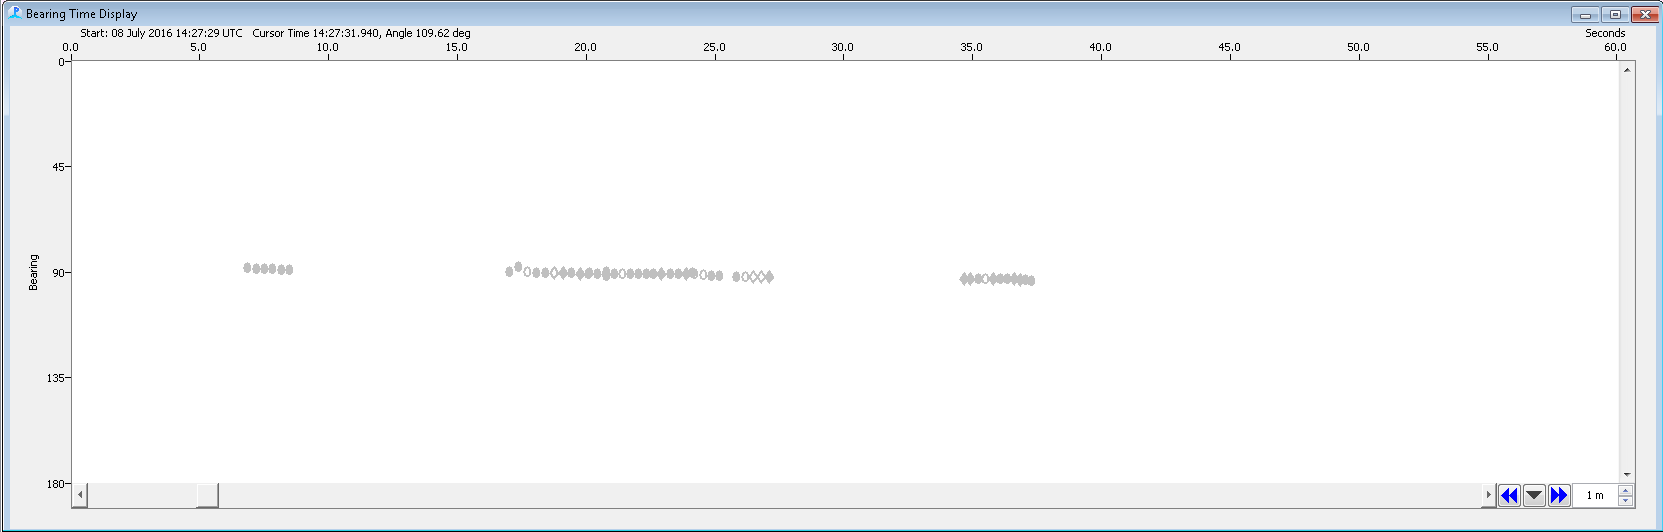 Bearing Time Display
Start: 08 July 2016 14:27:29 UTC Cursor Time 14:27:31.940, Angle 109.62 deg Seconds
0.0 5.0 10.0 15.0 20.0 25.0 30.0 35.0 40.0 45.0 50.0 55.0 60.0
0
45
90
135
180
Bearing
1 m